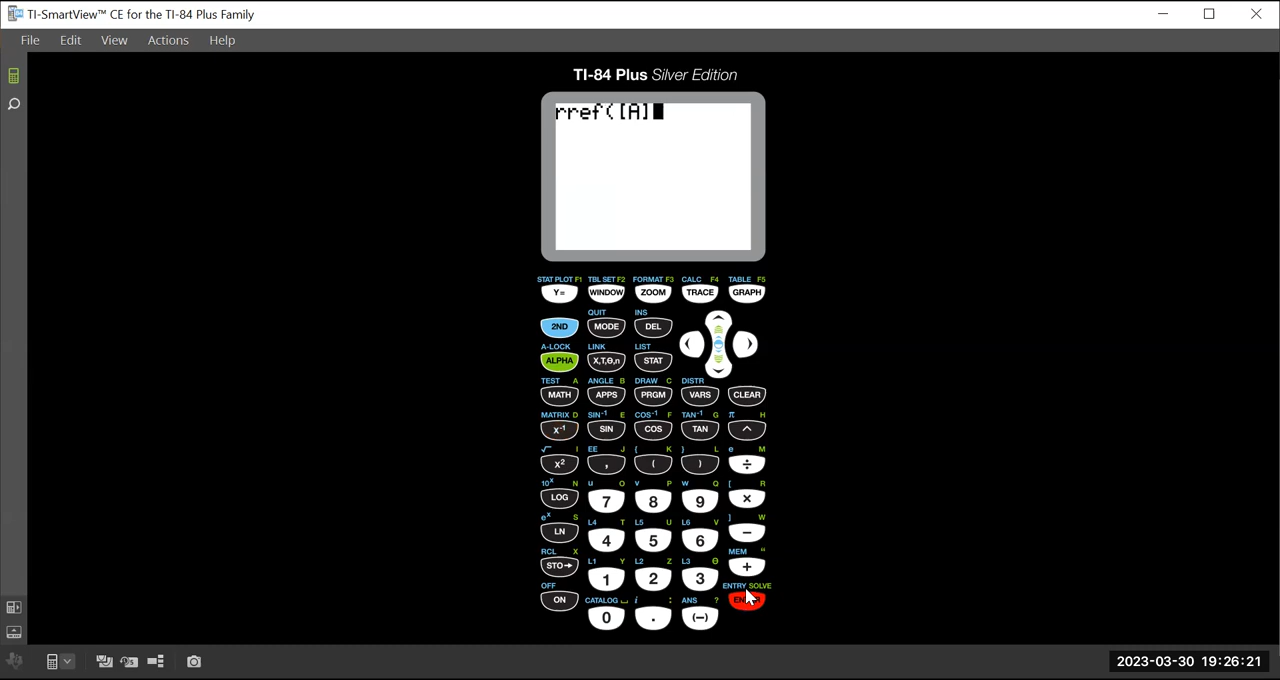 TI-SmartView™ CE for the TI-84 Plus Family
File Edit View Actions Help
TI-84 Plus Silver Edition
rref([A]
STAT PLOT F1 TBL SET F2 FORMAT F3 CALC F4 TABLE F5
Y= WINDOW ZOOM TRACE GRAPH
QUIT INS
2ND MODE DEL
A-LOCK LINK LIST
ALPHA X,T,Θ,n STAT
TEST A ANGLE B DRAW C DISTR
MATH APPS PRGM VARS CLEAR
MATRIX D SIN⁻¹ E COS⁻¹ F TAN⁻¹ G π H
x⁻¹ SIN COS TAN ^
√ I EE J { K } L e M
x² , ( ) ÷
10ˣ N u O v P w Q [ R
LOG 7 8 9 ×
eˣ S L4 T L5 U L6 V ] W
LN 4 5 6 −
RCL X L1 Y L2 Z L3 Θ MEM "
STO→ 1 2 3 +
OFF CATALOG ⎵ i : ANS ? ENTRY SOLVE
ON 0 . (−)
2023-03-30 19:26:21